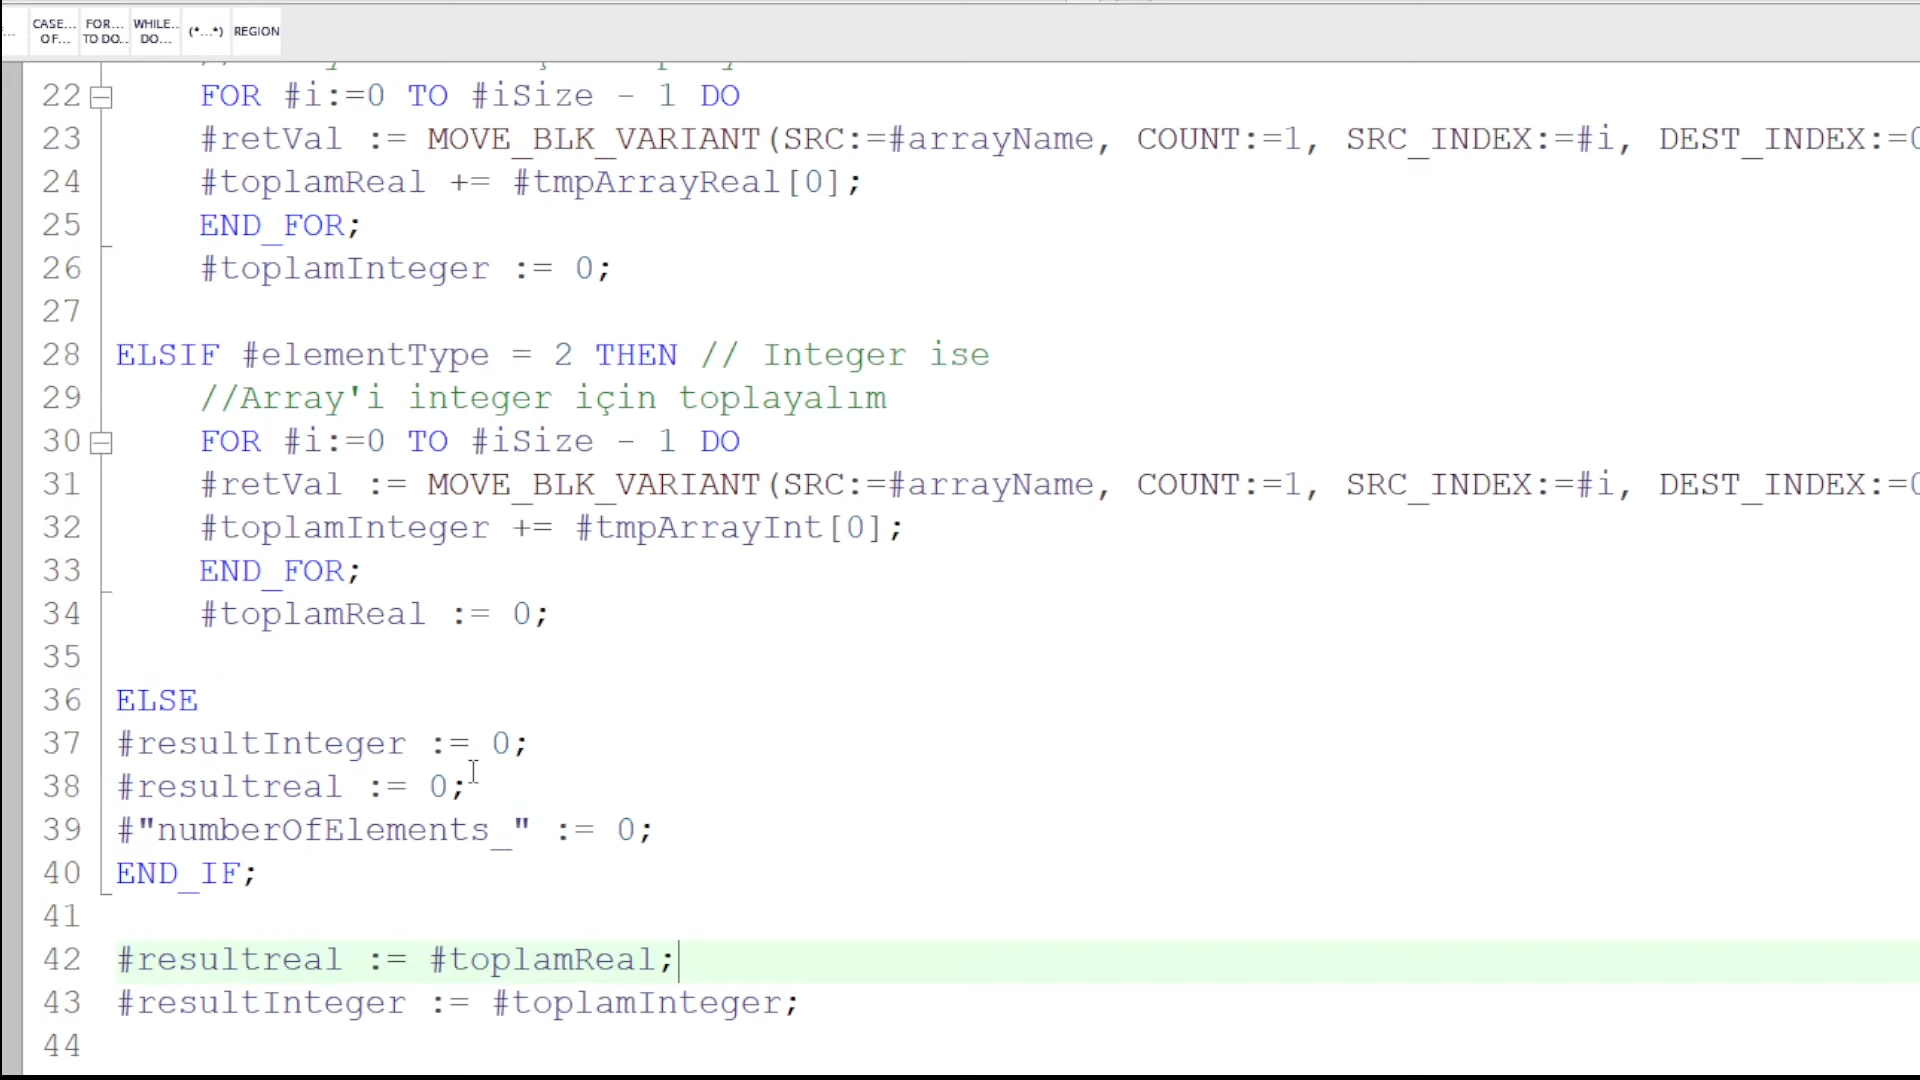 CASE... FOR... WHILE..
OF... TO DO... DO... (*...*) REGION
22 FOR #i:=0 TO #iSize - 1 DO
23 #retVal := MOVE_BLK_VARIANT(SRC:=#arrayName, COUNT:=1, SRC_INDEX:=#i, DEST_INDEX:=0
24 #toplamReal += #tmpArrayReal[0];
25 END_FOR;
26 #toplamInteger := 0;
27
28 ELSIF #elementType = 2 THEN // Integer ise
29 //Array'i integer için toplayalım
30 FOR #i:=0 TO #iSize - 1 DO
31 #retVal := MOVE_BLK_VARIANT(SRC:=#arrayName, COUNT:=1, SRC_INDEX:=#i, DEST_INDEX:=0
32 #toplamInteger += #tmpArrayInt[0];
33 END_FOR;
34 #toplamReal := 0;
35
36 ELSE
37 #resultInteger := 0;
38 #resultreal := 0;
39 #"numberOfElements_" := 0;
40 END_IF;
41
42 #resultreal := #toplamReal;
43 #resultInteger := #toplamInteger;
44